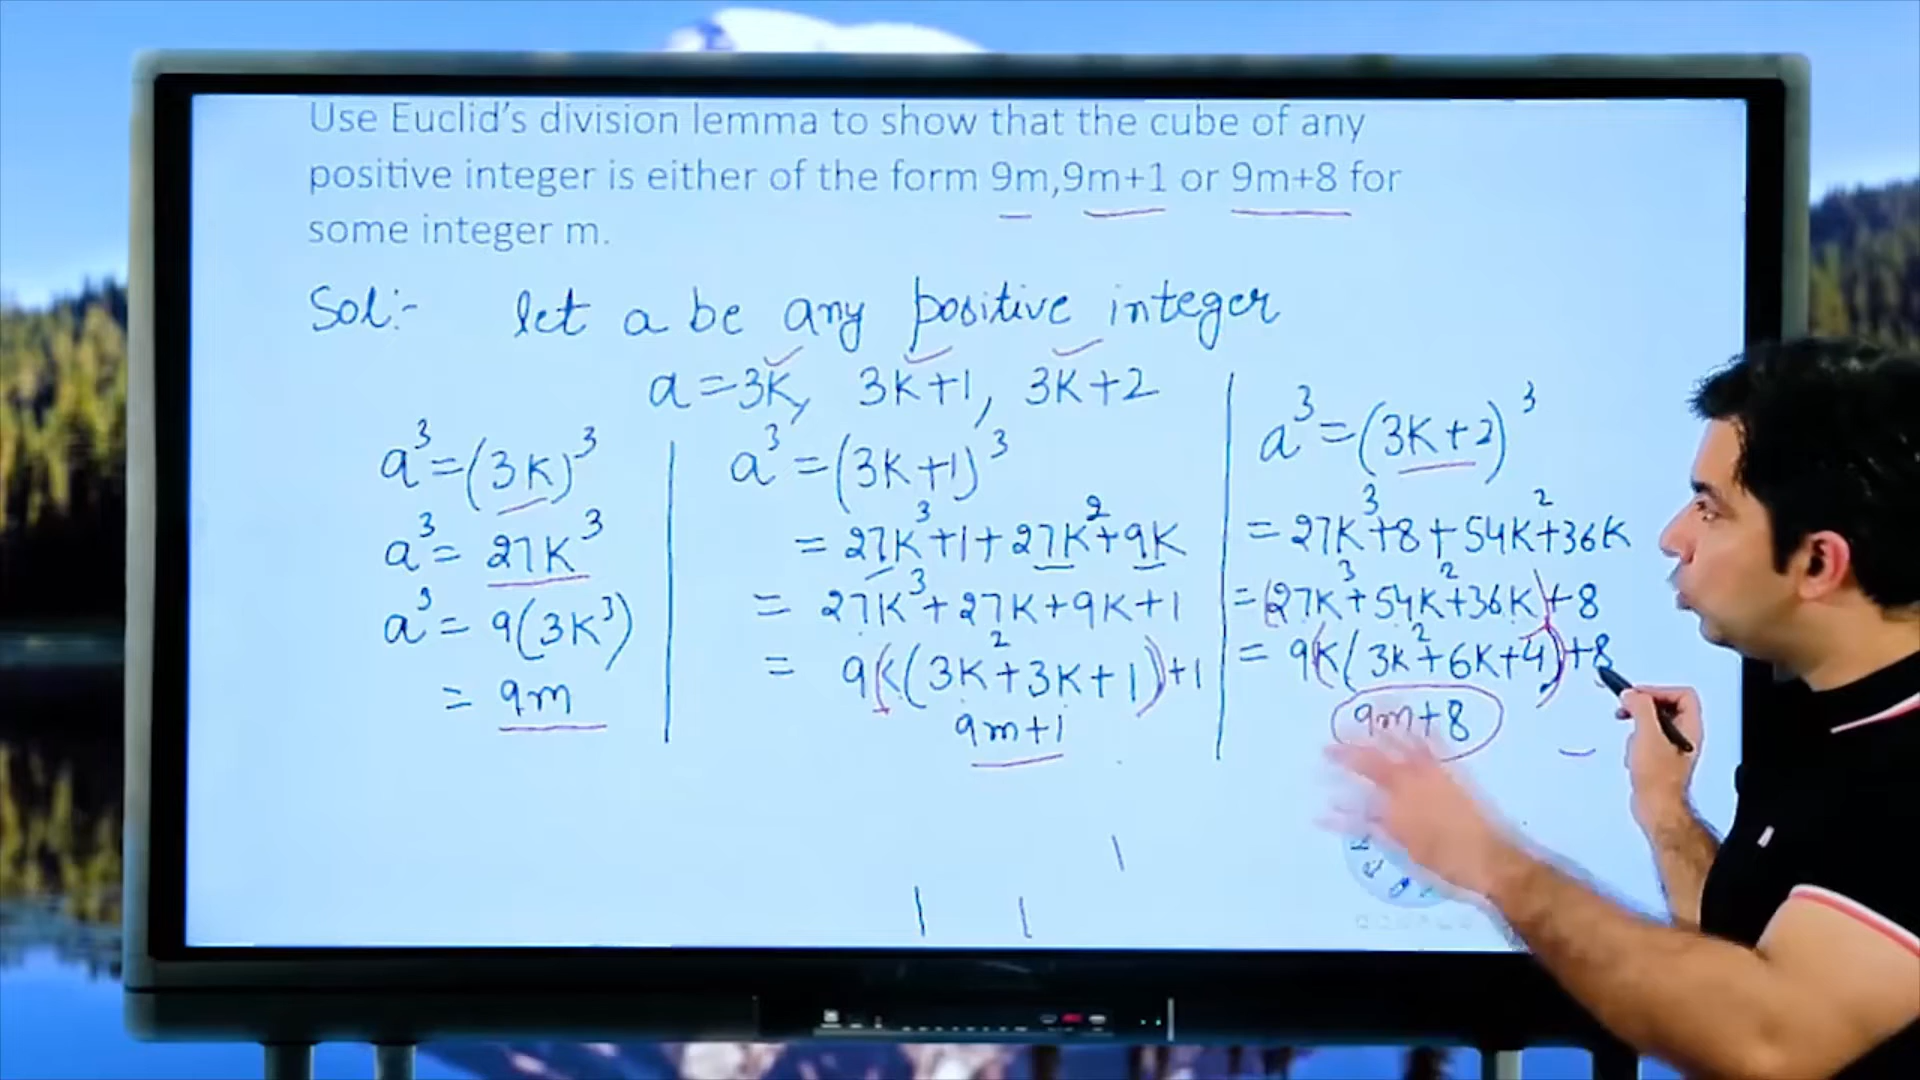 Use Euclid's division lemma to show that the cube of any
positive integer is either of the form 9m,9m+1 or 9m+8 for
some integer m.
Sol:- let a be any positive integer
a=3K, 3K+1, 3K+2
a³=(3K)³
a³= 27K³
a³= 9(3K³)
= 9m
a³=(3K+1)³
= 27K³+1+27K²+9K
= 27K³+27K+9K+1
= 9K(3K²+3K+1)+1
9m+1
a³=(3K+2)³
=27K³+8+54K²+36K
=(27K³+54K²+36K)+8
= 9K(3K²+6K+4)+8
9m+8